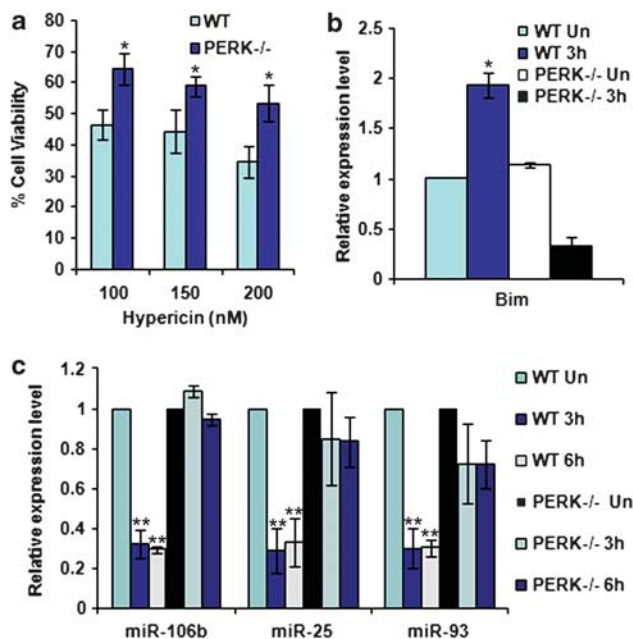 a
WT
PERK-/-
% Cell Viability
80
70
60
50
40
30
20
10
0
*
*
*
100 150 200
Hypericin (nM)
b
WT Un
WT 3h
PERK-/- Un
PERK-/- 3h
Relative expression level
2.5
2
1.5
1
0.5
0
*
Bim
c
WT Un
WT 3h
WT 6h
PERK-/- Un
PERK-/- 3h
PERK-/- 6h
Relative expression level
1.2
1
0.8
0.6
0.4
0.2
0
** **
** **
** **
miR-106b miR-25 miR-93